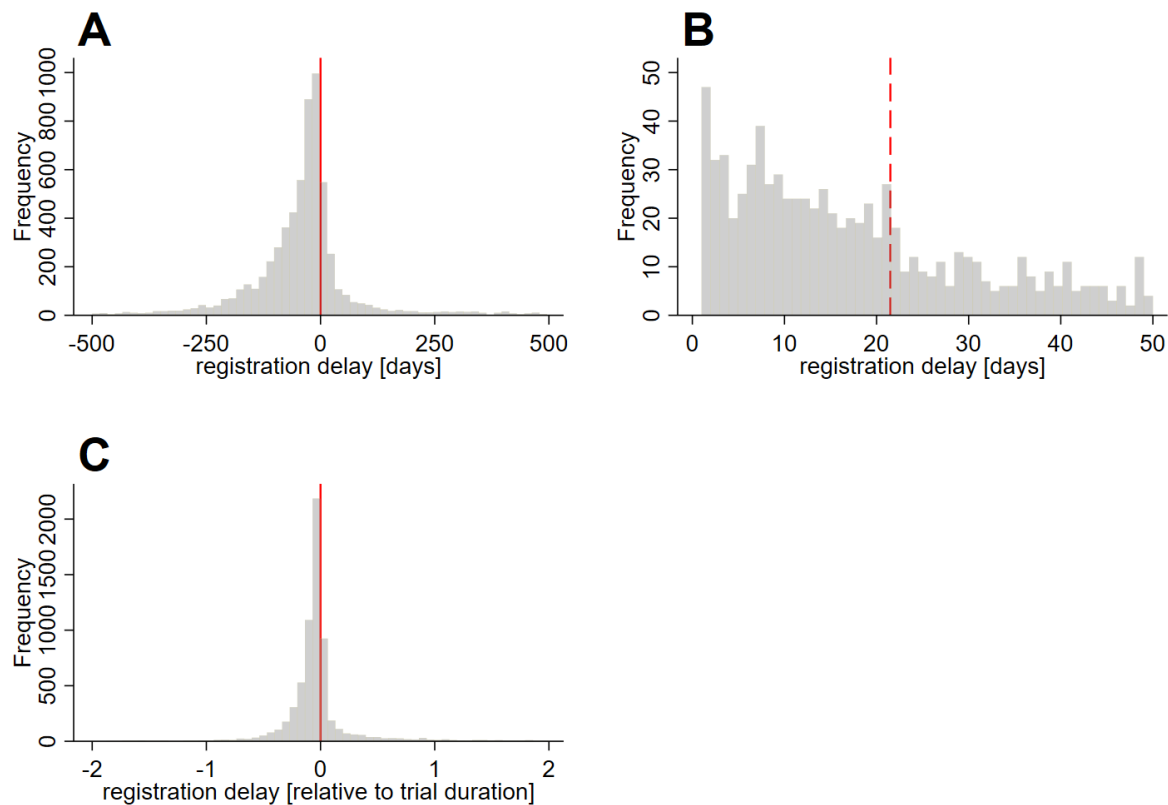 A
Frequency
0 200 400 600 800 1000
-500 -250 0 250 500
registration delay [days]
B
Frequency
0 10 20 30 40 50
0 10 20 30 40 50
registration delay [days]
C
Frequency
0 500 1000 1500 2000
-2 -1 0 1 2
registration delay [relative to trial duration]